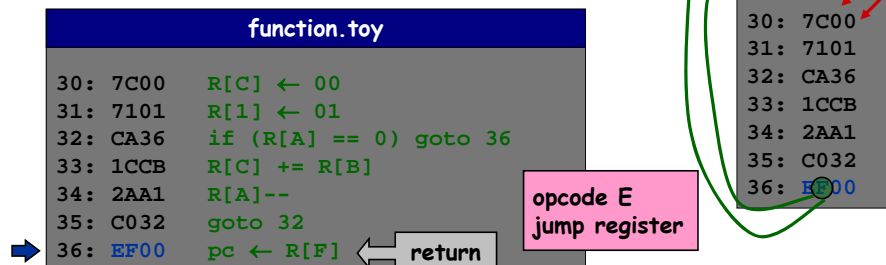 function.toy
30: 7C00 R[C] ← 00
31: 7101 R[1] ← 01
32: CA36 if (R[A] == 0) goto 36
33: 1CCB R[C] += R[B]
34: 2AA1 R[A]--
35: C032 goto 32
36: EF00 pc ← R[F]
return
opcode E
jump register
30: 7C00
31: 7101
32: CA36
33: 1CCB
34: 2AA1
35: C032
36: EF00